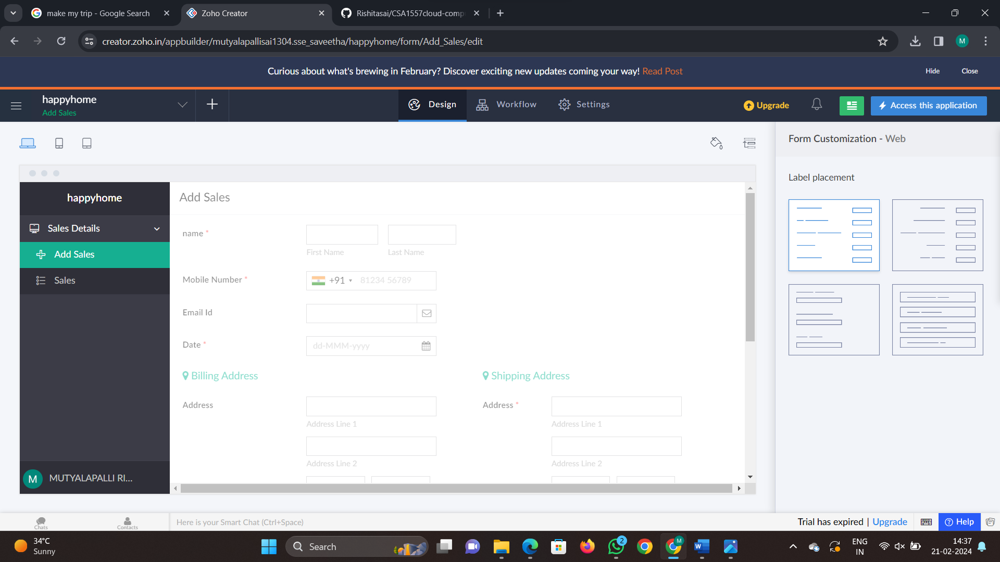 make my trip - Google Search
Zoho Creator
Rishitasai/CSA1557cloud-comp
creator.zoho.in/appbuilder/mutyalapallisai1304.sse_saveetha/happyhome/form/Add_Sales/edit
M
Curious about what's brewing in February? Discover exciting new updates coming your way! Read Post
Hide
Close
happyhome
Add Sales
Design
Workflow
Settings
Upgrade
Access this application
Form Customization - Web
Label placement
happyhome
Sales Details
Add Sales
Sales
MUTYALAPALLI RI...
M
Add Sales
name *
First Name
Last Name
Mobile Number *
+91
81234 56789
Email Id
Date *
dd-MMM-yyyy
Billing Address
Shipping Address
Address
Address *
Address Line 1
Address Line 1
Address Line 2
Address Line 2
Chats
Contacts
Here is your Smart Chat (Ctrl+Space)
Trial has expired | Upgrade
Help
34°C
Sunny
Search
2
M
W
ENG
IN
14:37
21-02-2024